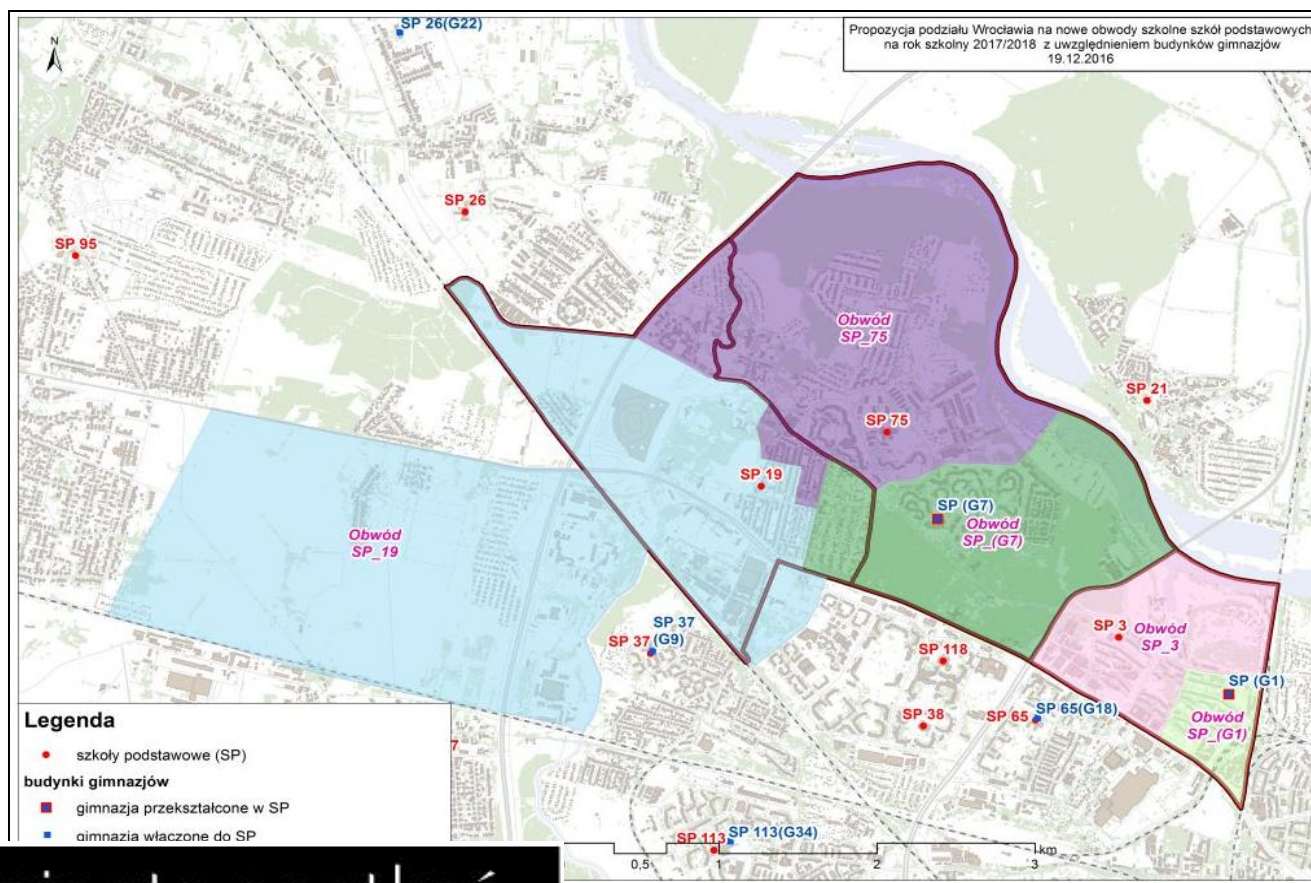 Propozycja podziału Wrocławia na nowe obwody szkolne szkół podstawowych
na rok szkolny 2017/2018 z uwzględnieniem budynków gimnazjów
19.12.2016
N
SP 26(G22)
SP 26
SP 95
Obwód
SP_75
SP 21
SP 75
SP 19
SP (G7)
Obwód
SP_(G7)
Obwód
SP_19
SP 37
(G9)
SP 37
SP 3
Obwód
SP_3
SP 118
SP (G1)
SP 65(G18)
SP 65
SP 38
Obwód
SP_(G1)
7
Legenda
szkoły podstawowe (SP)
budynki gimnazjów
gimnazja przekształcone w SP
gimnazja włączone do SP
SP 113(G34)
SP 113
0,5 1 2 3 km